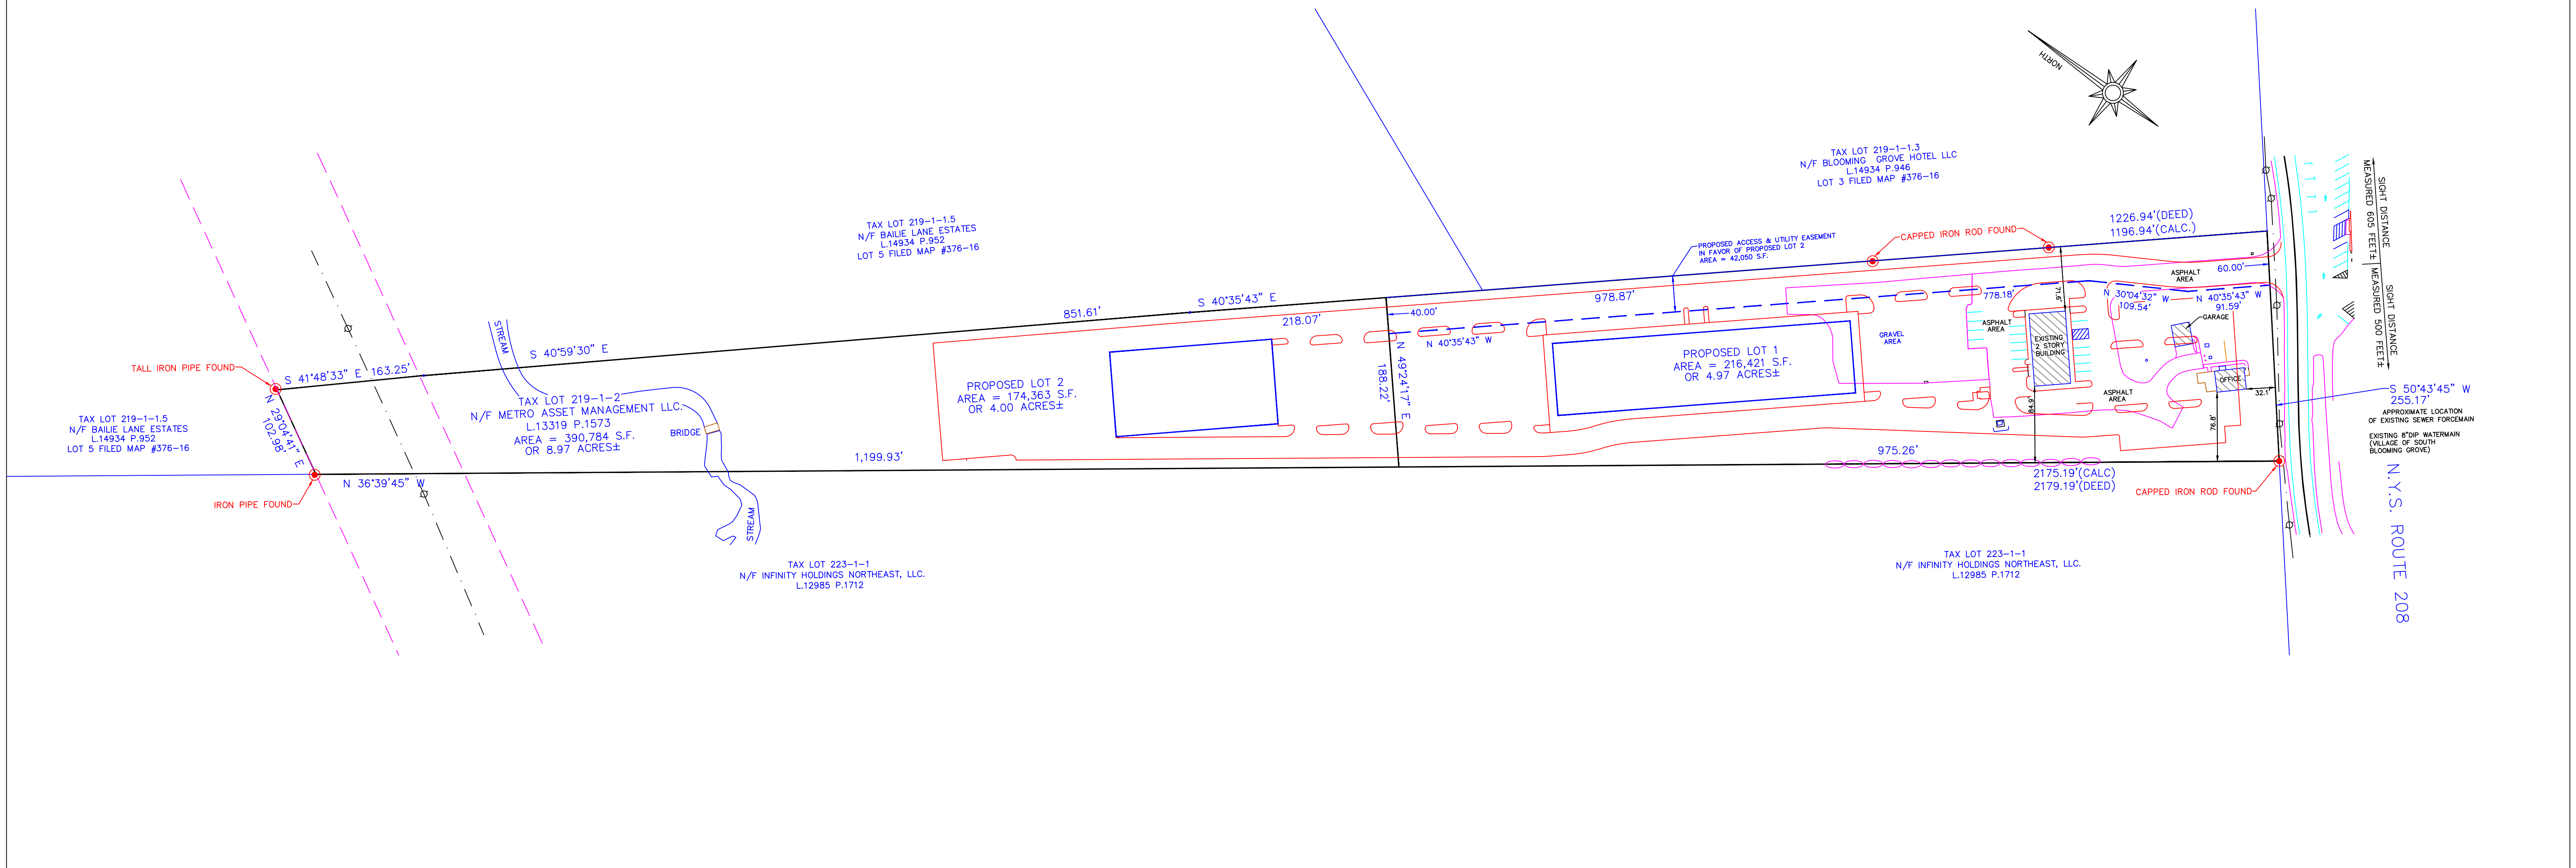 NORTH
TAX LOT 219-1-1.3
N/F BLOOMING GROVE HOTEL LLC
L.14934 P.946
LOT 3 FILED MAP #376-16
TAX LOT 219-1-1.5
N/F BAILIE LANE ESTATES
L.14934 P.952
LOT 5 FILED MAP #376-16
PROPOSED ACCESS & UTILITY EASEMENT
IN FAVOR OF PROPOSED LOT 2
AREA = 42,050 S.F.
CAPPED IRON ROD FOUND
1226.94'(DEED)
1196.94'(CALC.)
SIGHT DISTANCE
MEASURED 605 FEET±
SIGHT DISTANCE
MEASURED 500 FEET±
60.00'
ASPHALT
AREA
851.61'
S 40°35'43" E
218.07'
40.00'
978.87'
778.18'
71.6'
N 30°04'32" W
109.54'
N 40°35'43" W
91.59'
GARAGE
N 40°35'43" W
GRAVEL
AREA
ASPHALT
AREA
EXISTING
2 STORY
BUILDING
STREAM
S 40°59'30" E
TALL IRON PIPE FOUND
S 41°48'33" E 163.25'
N 49°24'17" E
188.22'
PROPOSED LOT 1
AREA = 216,421 S.F.
OR 4.97 ACRES±
PROPOSED LOT 2
AREA = 174,363 S.F.
OR 4.00 ACRES±
OFFICE
32.1'
ASPHALT
AREA
84.9'
76.8'
S 50°43'45" W
255.17'
APPROXIMATE LOCATION
OF EXISTING SEWER FORCEMAIN
EXISTING 8"DIP WATERMAIN
(VILLAGE OF SOUTH
BLOOMING GROVE)
TAX LOT 219-1-1.5
N/F BAILIE LANE ESTATES
L.14934 P.952
LOT 5 FILED MAP #376-16
N 29°04'41" E
102.98'
TAX LOT 219-1-2
N/F METRO ASSET MANAGEMENT LLC.
L.13319 P.1573
AREA = 390,784 S.F.
OR 8.97 ACRES±
BRIDGE
1,199.93'
975.26'
N 36°39'45" W
2175.19'(CALC)
2179.19'(DEED)
CAPPED IRON ROD FOUND
IRON PIPE FOUND
STREAM
N.Y.S. ROUTE 208
TAX LOT 223-1-1
N/F INFINITY HOLDINGS NORTHEAST, LLC.
L.12985 P.1712
TAX LOT 223-1-1
N/F INFINITY HOLDINGS NORTHEAST, LLC.
L.12985 P.1712